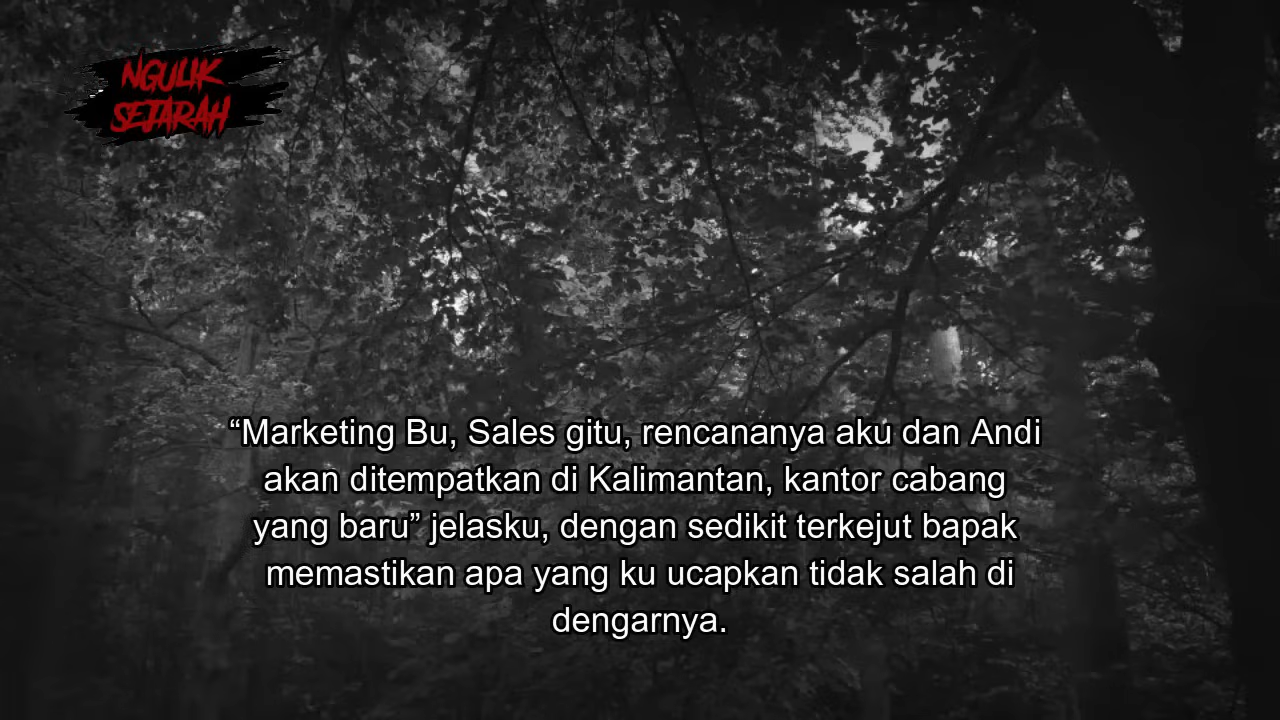 NGULIK
SEJARAH
“Marketing Bu, Sales gitu, rencananya aku dan Andi
akan ditempatkan di Kalimantan, kantor cabang
yang baru” jelasku, dengan sedikit terkejut bapak
memastikan apa yang ku ucapkan tidak salah di
dengarnya.